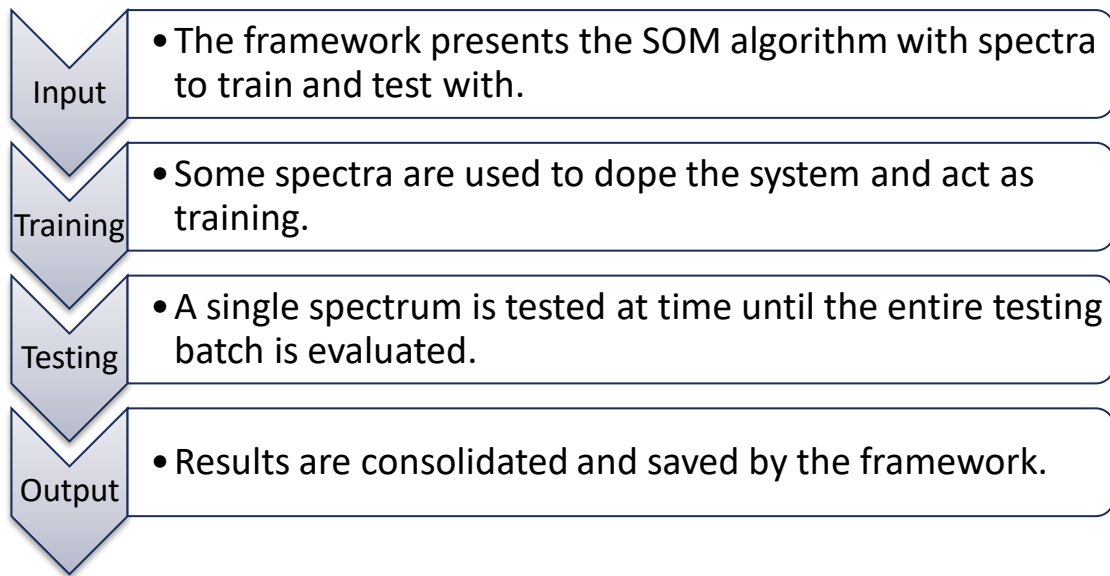 Input
•The framework presents the SOM algorithm with spectra
to train and test with.
Training
•Some spectra are used to dope the system and act as
training.
Testing
•A single spectrum is tested at time until the entire testing
batch is evaluated.
Output
•Results are consolidated and saved by the framework.